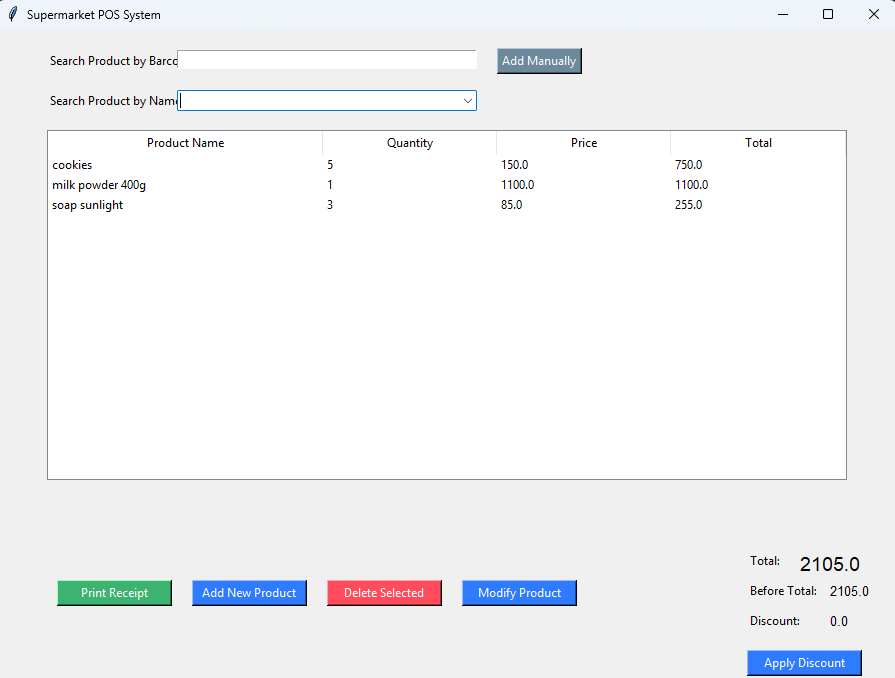 Supermarket POS System
Search Product by Barcc
Add Manually
Search Product by Name
Product Name Quantity Price Total
cookies 5 150.0 750.0
milk powder 400g 1 1100.0 1100.0
soap sunlight 3 85.0 255.0
Total: 2105.0
Before Total: 2105.0
Print Receipt Add New Product Delete Selected Modify Product
Discount: 0.0
Apply Discount